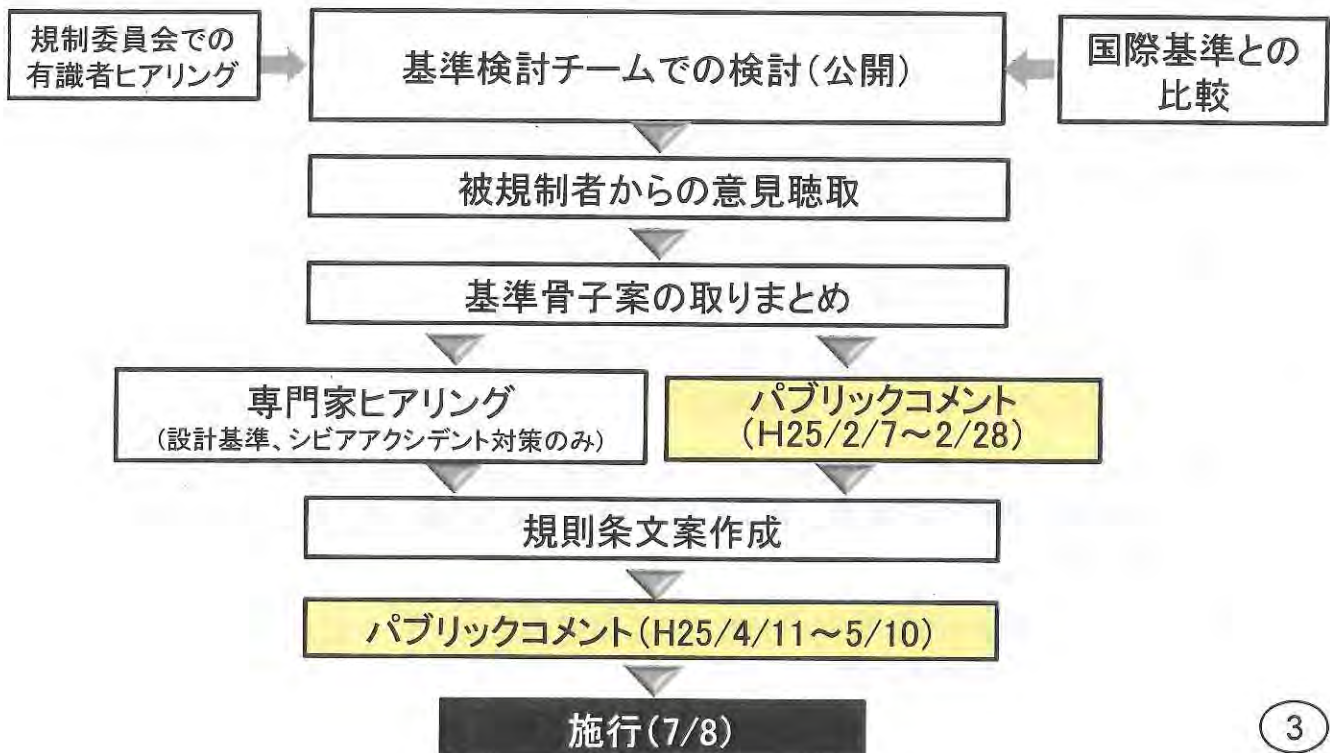 規制委員会での
有識者ヒアリング
基準検討チームでの検討(公開)
国際基準との
比較
被規制者からの意見聴取
基準骨子案の取りまとめ
専門家ヒアリング
(設計基準、シビアアクシデント対策のみ)
パブリックコメント
(H25/2/7~2/28)
規則条文案作成
パブリックコメント(H25/4/11~5/10)
施行(7/8)
3